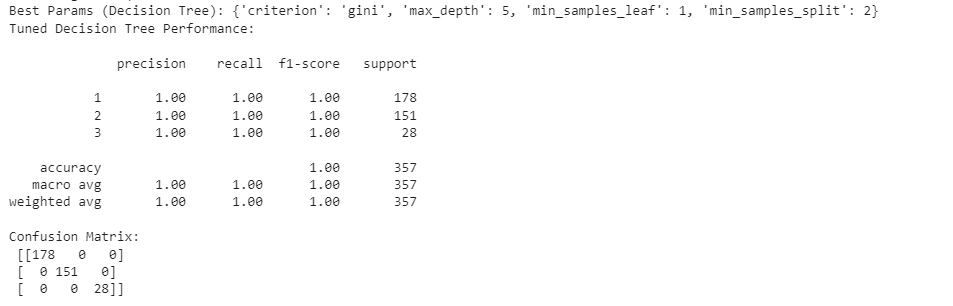 Best Params (Decision Tree): {'criterion': 'gini', 'max_depth': 5, 'min_samples_leaf': 1, 'min_samples_split': 2}
Tuned Decision Tree Performance:
precision recall f1-score support
1 1.00 1.00 1.00 178
2 1.00 1.00 1.00 151
3 1.00 1.00 1.00 28
accuracy 1.00 357
macro avg 1.00 1.00 1.00 357
weighted avg 1.00 1.00 1.00 357
Confusion Matrix:
[[178 0 0]
[ 0 151 0]
[ 0 0 28]]